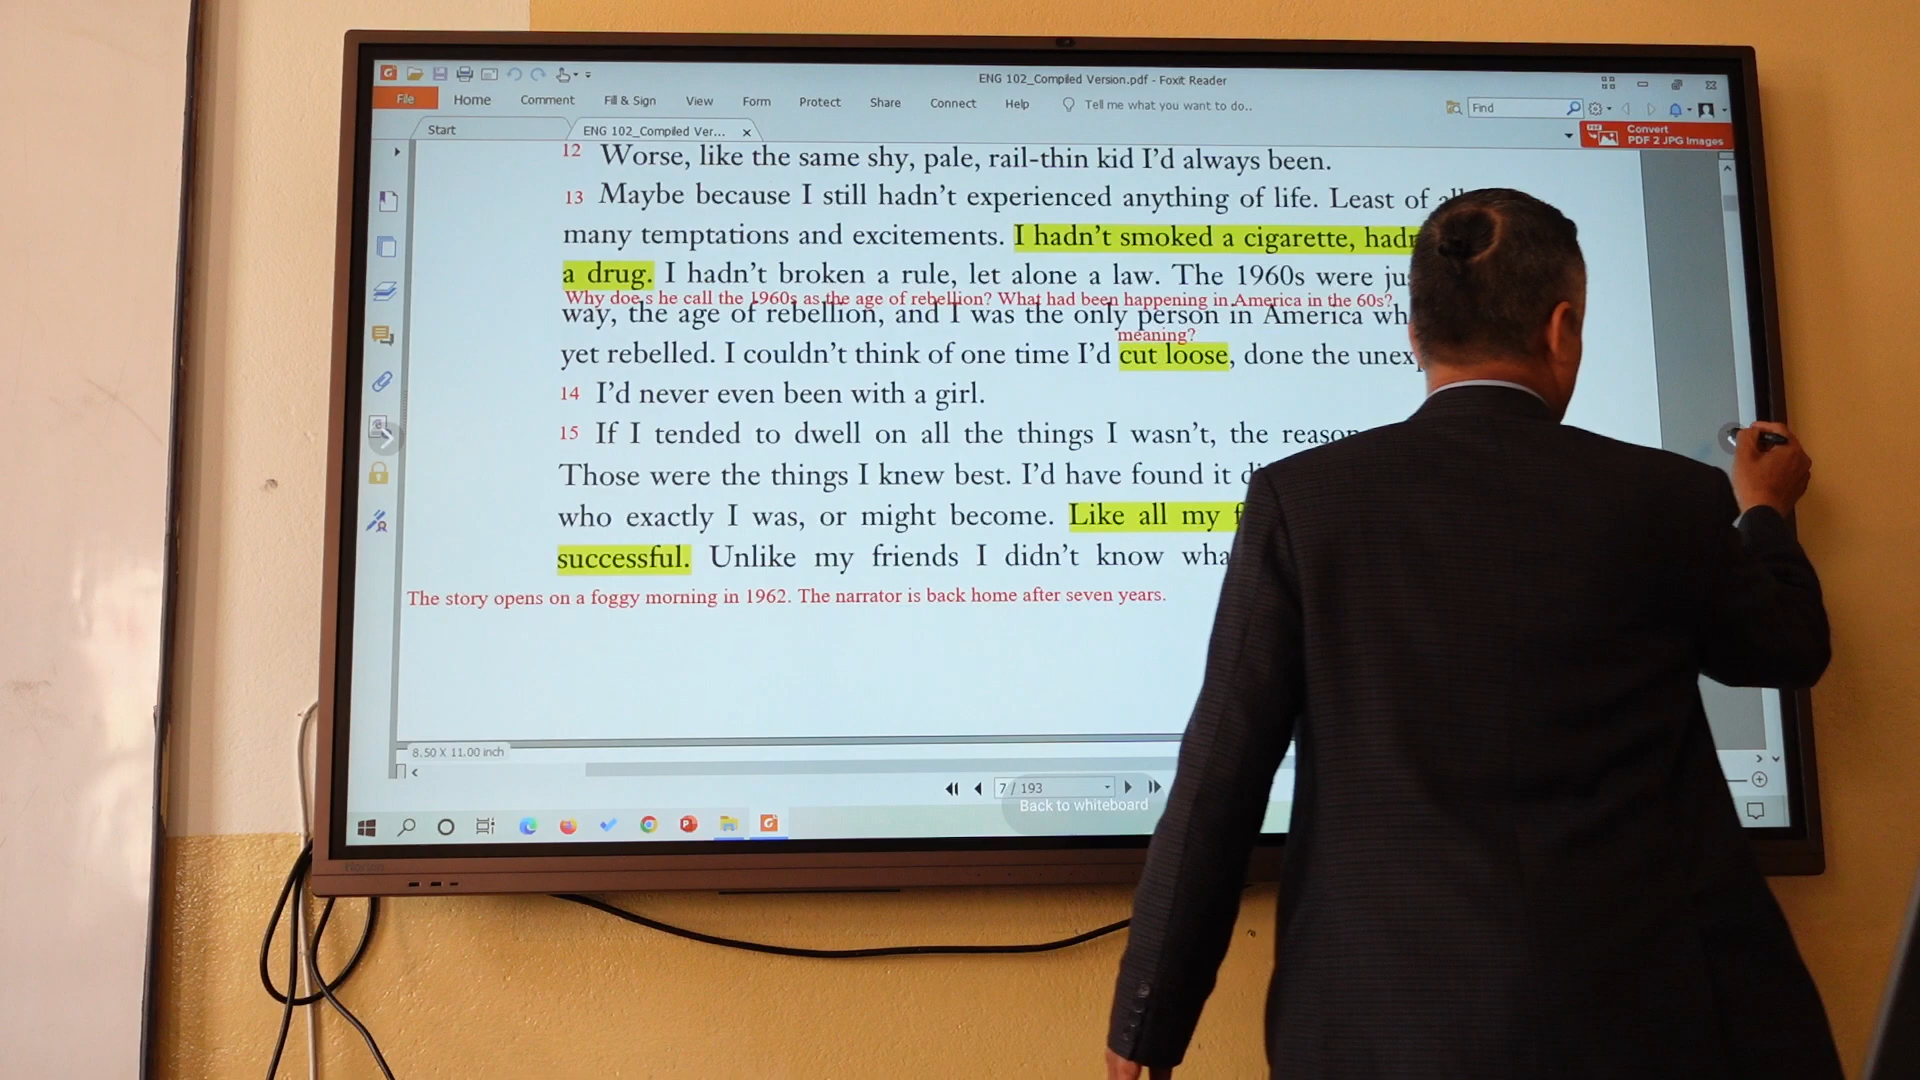 ENG 102_Compiled Version.pdf - Foxit Reader
File Home Comment Fill & Sign View Form Protect Share Connect Help Tell me what you want to do.. Find
Start ENG 102_Compiled Ver... ×
Convert
PDF 2 JPG Images
12 Worse, like the same shy, pale, rail-thin kid I'd always been.
13 Maybe because I still hadn't experienced anything of life. Least of
many temptations and excitements. I hadn't smoked a cigarette,
a drug. I hadn't broken a rule, let alone a law. The 1960s were
Why doe,s he call the 1960s as the age of rebellion? What had been happening in America in the 60s?
way, the age of rebellion, and I was the only person in America
meaning?
yet rebelled. I couldn't think of one time I'd cut loose, done the
14 I'd never even been with a girl.
15 If I tended to dwell on all the things I wasn't, the
Those were the things I knew best. I'd have found it
who exactly I was, or might become. Like all my
successful. Unlike my friends I didn't know
The story opens on a foggy morning in 1962. The narrator is back home after seven years.
8.50 X 11.00 inch
7 / 193
Back to whiteboard
Horion